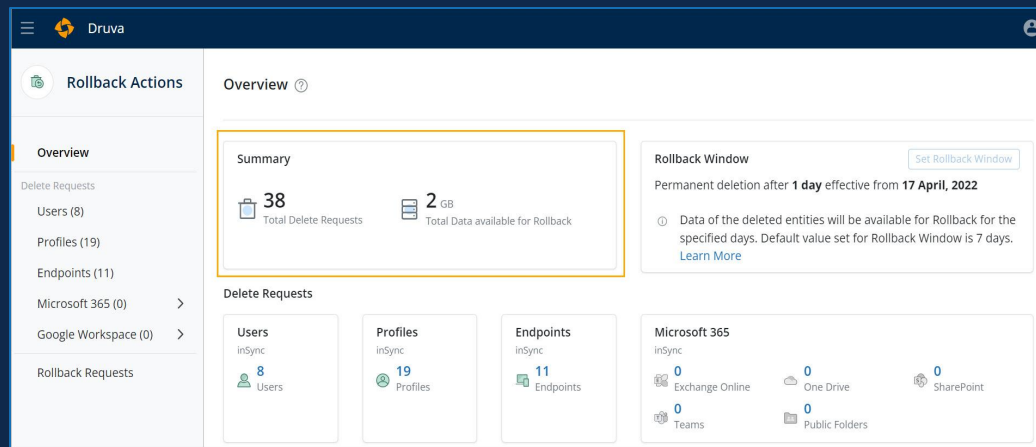 Druva
Rollback Actions
Overview
Delete Requests
Users (8)
Profiles (19)
Endpoints (11)
Microsoft 365 (0)
Google Workspace (0)
Rollback Requests
Overview
Summary
38
Total Delete Requests
2 GB
Total Data available for Rollback
Rollback Window
Set Rollback Window
Permanent deletion after 1 day effective from 17 April, 2022
Data of the deleted entities will be available for Rollback for the
specified days. Default value set for Rollback Window is 7 days.
Learn More
Delete Requests
Users
inSync
8
Users
Profiles
inSync
19
Profiles
Endpoints
inSync
11
Endpoints
Microsoft 365
inSync
0
Exchange Online
0
One Drive
0
SharePoint
0
Teams
0
Public Folders